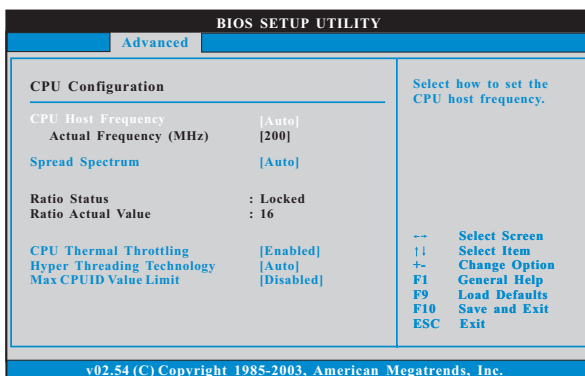 BIOS SETUP UTILITY
Advanced
CPU Configuration
CPU Host Frequency [Auto]
Actual Frequency (MHz) [200]
Spread Spectrum [Auto]
Ratio Status : Locked
Ratio Actual Value : 16
CPU Thermal Throttling [Enabled]
Hyper Threading Technology [Auto]
Max CPUID Value Limit [Disabled]
Select how to set the
CPU host frequency.
←→ Select Screen
↑↓ Select Item
+- Change Option
F1 General Help
F9 Load Defaults
F10 Save and Exit
ESC Exit
v02.54 (C) Copyright 1985-2003, American Megatrends, Inc.